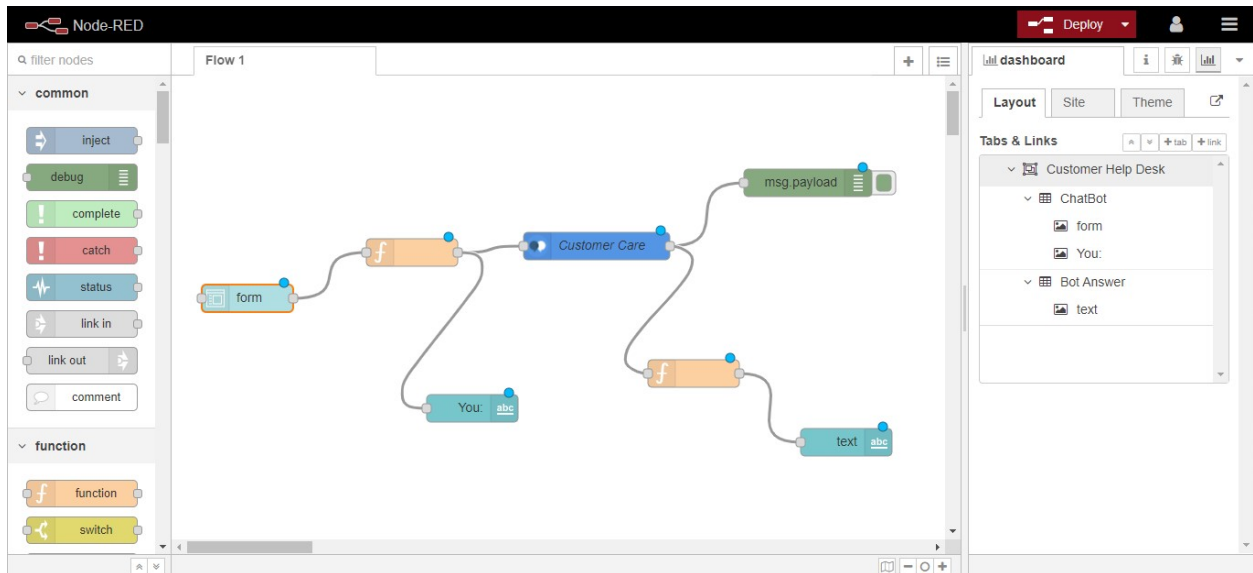 Node-RED
Deploy
filter nodes
Flow 1
dashboard
i
common
Layout
Site
Theme
inject
Tabs & Links
+ tab
+ link
debug
msg.payload
Customer Help Desk
complete
ChatBot
catch
f
Customer Care
form
You:
status
form
Bot Answer
link in
text
link out
f
comment
You:
abc
text
abc
function
f
function
switch